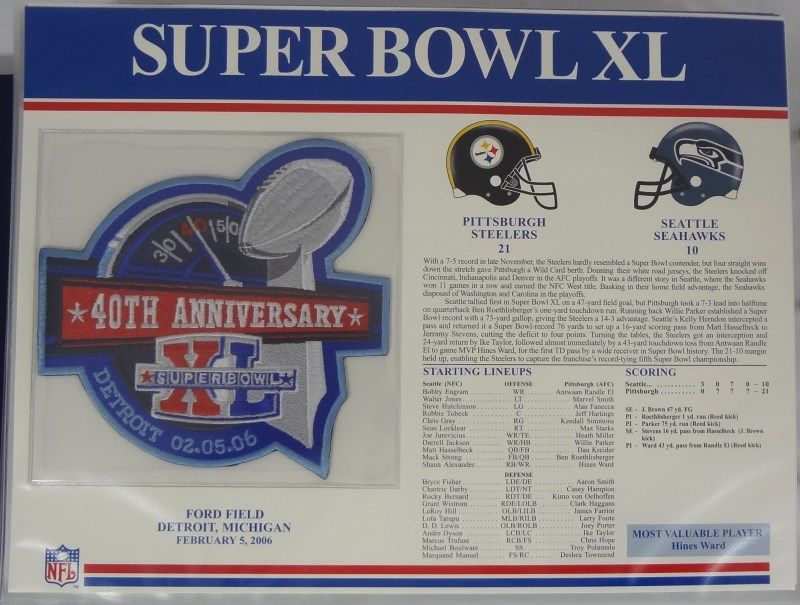 SUPER BOWL XL
30 40 50
40TH ANNIVERSARY
XL
SUPER BOWL
DETROIT 02.05.06
FORD FIELD
DETROIT, MICHIGAN
FEBRUARY 5, 2006
NFL
Steelers
PITTSBURGH
STEELERS
21
SEATTLE
SEAHAWKS
10
With a 7-5 record in late November, the Steelers hardly resembled a Super Bowl contender, but four straight wins
down the stretch gave Pittsburgh a Wild Card berth. Donning their white road jerseys, the Steelers knocked off
Cincinnati, Indianapolis and Denver in the AFC playoffs. It was a different story in Seattle, where the Seahawks
won 11 games in a row and earned the NFC West title. Basking in their home field advantage, the Seahawks
disposed of Washington and Carolina in the playoffs.
Seattle tallied first in Super Bowl XL on a 47-yard field goal, but Pittsburgh took a 7-3 lead into halftime
on quarterback Ben Roethlisberger's one-yard touchdown run. Running back Willie Parker established a Super
Bowl record with a 75-yard gallop, giving the Steelers a 14-3 advantage. Seattle's Kelly Herndon intercepted a
pass and returned it a Super Bowl-record 76 yards to set up a 16-yard scoring pass from Matt Hasselbeck to
Jerramy Stevens, cutting the deficit to four points. Turning the tables, the Steelers got an interception and
24-yard return by Ike Taylor, followed almost immediately by a 43-yard touchdown toss from Antwaan Randle
El to game MVP Hines Ward, for the first TD pass by a wide receiver in Super Bowl history. The 21-10 margin
held up, enabling the Steelers to capture the franchise's record-tying fifth Super Bowl championship.
STARTING LINEUPS
Seattle (NFC) OFFENSE Pittsburgh (AFC)
Bobby Engram WR Antwaan Randle El
Walter Jones LT Marvel Smith
Steve Hutchinson LG Alan Faneca
Robbie Tobeck C Jeff Hartings
Chris Gray RG Kendall Simmons
Sean Locklear RT Max Starks
Joe Jurevicius WR/TE Heath Miller
Darrell Jackson WR/HB Willie Parker
Matt Hasselbeck QB/FB Dan Kreider
Mack Strong FB/QB Ben Roethlisberger
Shaun Alexander RB/WR Hines Ward
DEFENSE
Bryce Fisher LDE/DE Aaron Smith
Chartric Darby LDT/NT Casey Hampton
Rocky Bernard RDT/DE Kimo von Oelhoffen
Grant Wistrom RDE/LOLB Clark Haggans
LeRoy Hill OLB/LILB James Farrior
Lofa Tatupu MLB/RILB Larry Foote
D. D. Lewis OLB/ROLB Joey Porter
Andre Dyson LCB/LC Ike Taylor
Marcus Trufant RCB/FS Chris Hope
Michael Boulware SS Troy Polamalu
Marquand Manuel FS/RC Deshea Townsend
SCORING
Seattle... 3 0 7 0 – 10
Pittsburgh 0 7 7 7 – 21
SE - J. Brown 47 yd. FG
PI - Roethlisberger 1 yd. run (Reed kick)
PI - Parker 75 yd. run (Reed kick)
SE - Stevens 16 yd. pass from Hasselbeck (J. Brown
kick)
PI - Ward 43 yd. pass from Randle El (Reed kick)
MOST VALUABLE PLAYER
Hines Ward